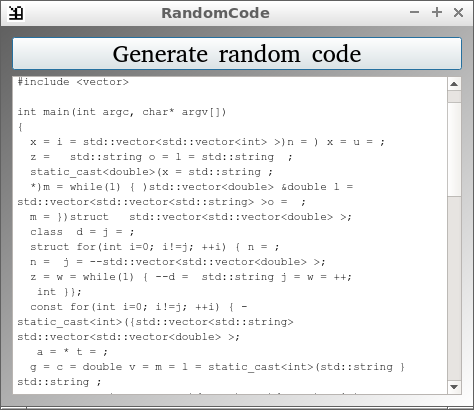 RandomCode
Generate random code
#include <vector>
int main(int argc, char* argv[])
{
x = i = std::vector<std::vector<int> >)n = ) x = u = ;
z =   std::string o = l = std::string  ;
static_cast<double>(x = std::string ;
*)m = while(1) { )std::vector<double> &double l =
std::vector<std::vector<std::string> >o =  ;
m = })struct   std::vector<std::vector<double> >;
class  d = j = ;
struct for(int i=0; i!=j; ++i) { n = ;
n =  j = --std::vector<std::vector<double> >;
z = w = while(1) { --d =  std::string j = w = ++;
int }};
const for(int i=0; i!=j; ++i) { -
static_cast<int>({std::vector<std::string>
std::vector<std::vector<double> >;
a = * t = ;
g = c = double v = m = l = static_cast<int>(std::string }
std::string ;